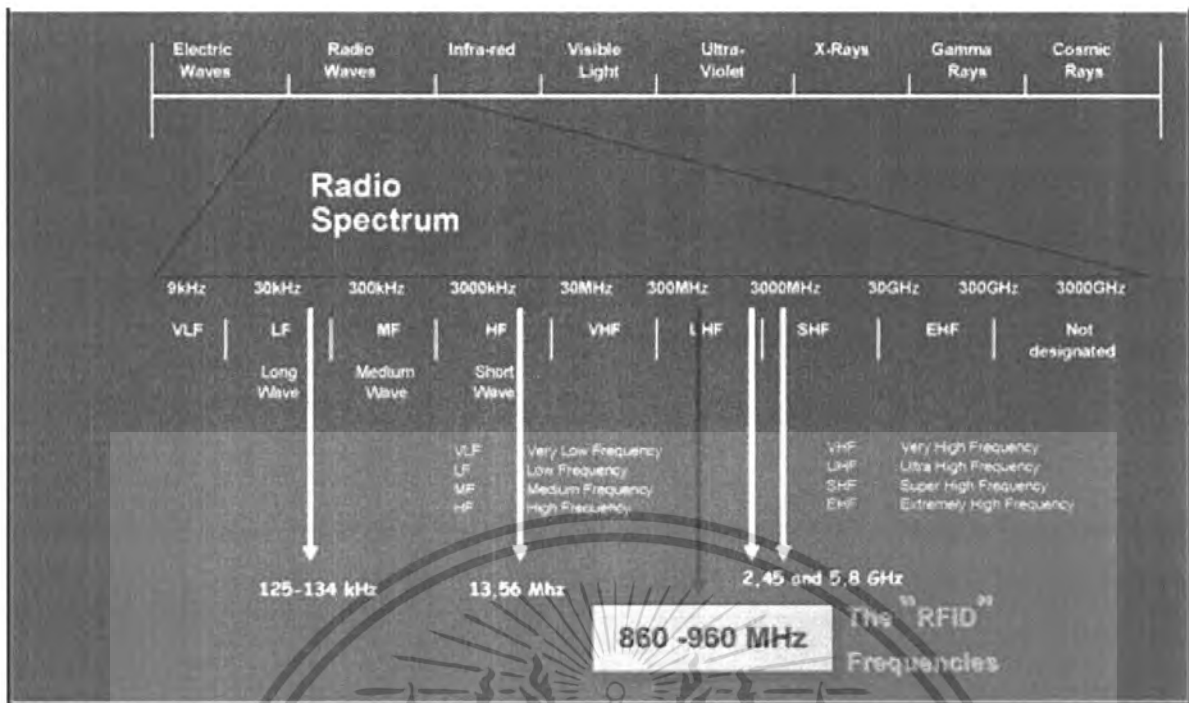 Electric Waves
Radio Waves
Infra-red
Visible Light
Ultra-Violet
X-Rays
Gamma Rays
Cosmic Rays
Radio
Spectrum
9kHz 30kHz 300kHz 3000kHz 30MHz 300MHz 3000MHz 30GHz 300GHz 3000GHz
VLF LF MF HF VHF UHF SHF EHF Not designated
Long Wave
Medium Wave
Short Wave
VLF Very Low Frequency
LF Low Frequency
MF Medium Frequency
HF High Frequency
VHF Very High Frequency
UHF Ultra High Frequency
SHF Super High Frequency
EHF Extremely High Frequency
125-134 kHz
13,56 Mhz
2,45 and 5,8 GHz
860 -960 MHz
The "RFID"
Frequencies